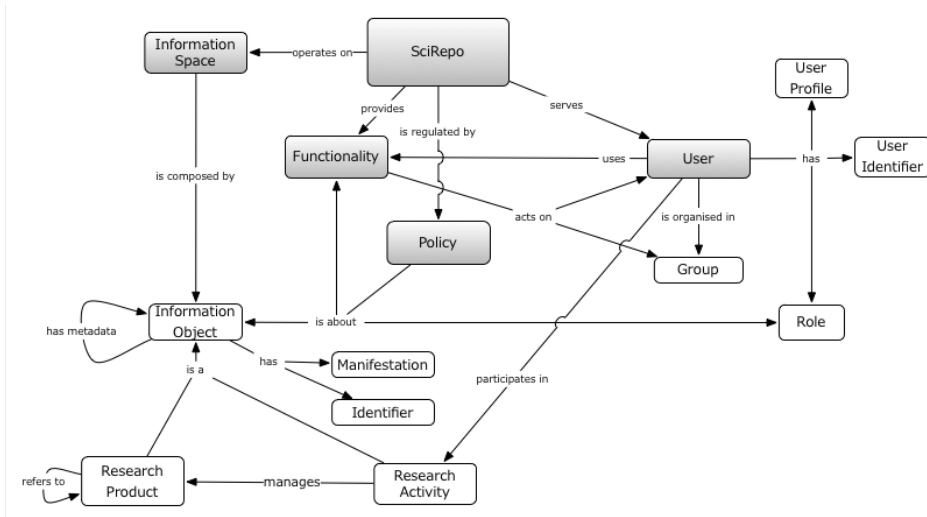 Information
Space
operates on
SciRepo
User
Profile
provides
serves
is regulated by
Functionality
uses
User
has
User
Identifier
is composed by
acts on
is organised in
Policy
Group
has metadata
Information
Object
is about
Role
is a
has
Manifestation
participates in
Identifier
refers to
Research
Product
manages
Research
Activity